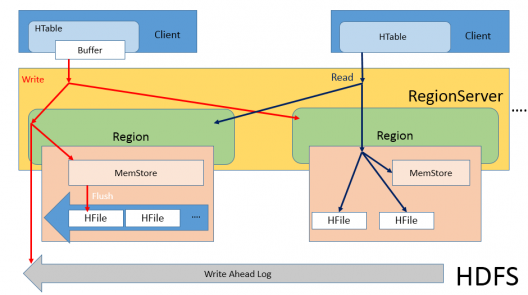 HTable
Client
Buffer
HTable
Client
Write
Read
RegionServer
....
Region
Region
MemStore
MemStore
Flush
HFile
HFile
....
HFile
HFile
Write Ahead Log
HDFS